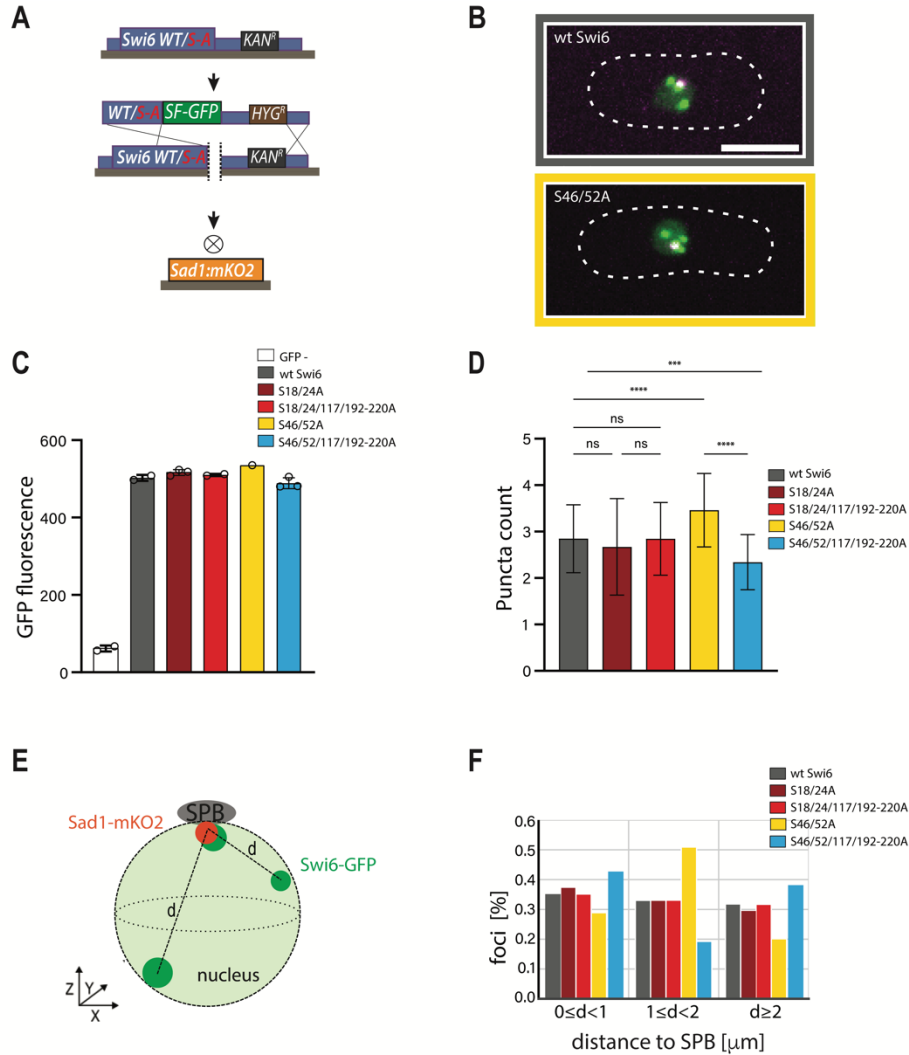 A
Swi6 WT/S-A
KANᴿ
WT/S-A
SF-GFP
HYGᴿ
Swi6 WT/S-A
KANᴿ
Sad1:mKO2
B
wt Swi6
S46/52A
C
GFP -
wt Swi6
S18/24A
S18/24/117/192-220A
S46/52A
S46/52/117/192-220A
GFP fluorescence
600
400
200
0
D
***
****
ns
ns
ns
****
Puncta count
5
4
3
2
1
0
wt Swi6
S18/24A
S18/24/117/192-220A
S46/52A
S46/52/117/192-220A
E
SPB
Sad1-mKO2
d
Swi6-GFP
d
nucleus
Z
Y
X
F
wt Swi6
S18/24A
S18/24/117/192-220A
S46/52A
S46/52/117/192-220A
foci [%]
0.6
0.5
0.4
0.3
0.2
0.1
0.0
0≤d<1
1≤d<2
d≥2
distance to SPB [μm]